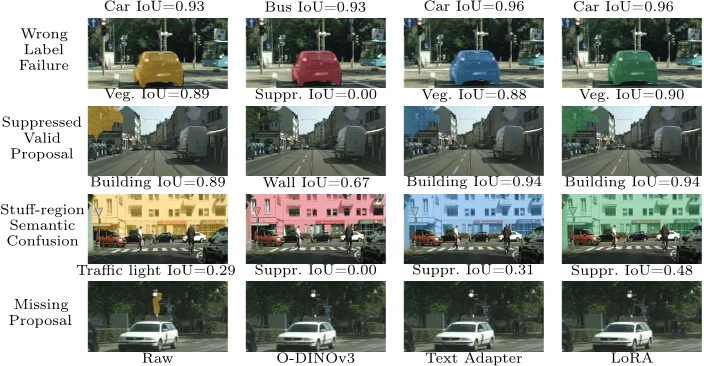 Car IoU=0.93 Bus IoU=0.93 Car IoU=0.96 Car IoU=0.96
Wrong
Label
Failure
Veg. IoU=0.89 Suppr. IoU=0.00 Veg. IoU=0.88 Veg. IoU=0.90
Suppressed
Valid
Proposal
Building IoU=0.89 Wall IoU=0.67 Building IoU=0.94 Building IoU=0.94
Stuff-region
Semantic
Confusion
Traffic light IoU=0.29 Suppr. IoU=0.00 Suppr. IoU=0.31 Suppr. IoU=0.48
Missing
Proposal
Raw O-DINOv3 Text Adapter LoRA